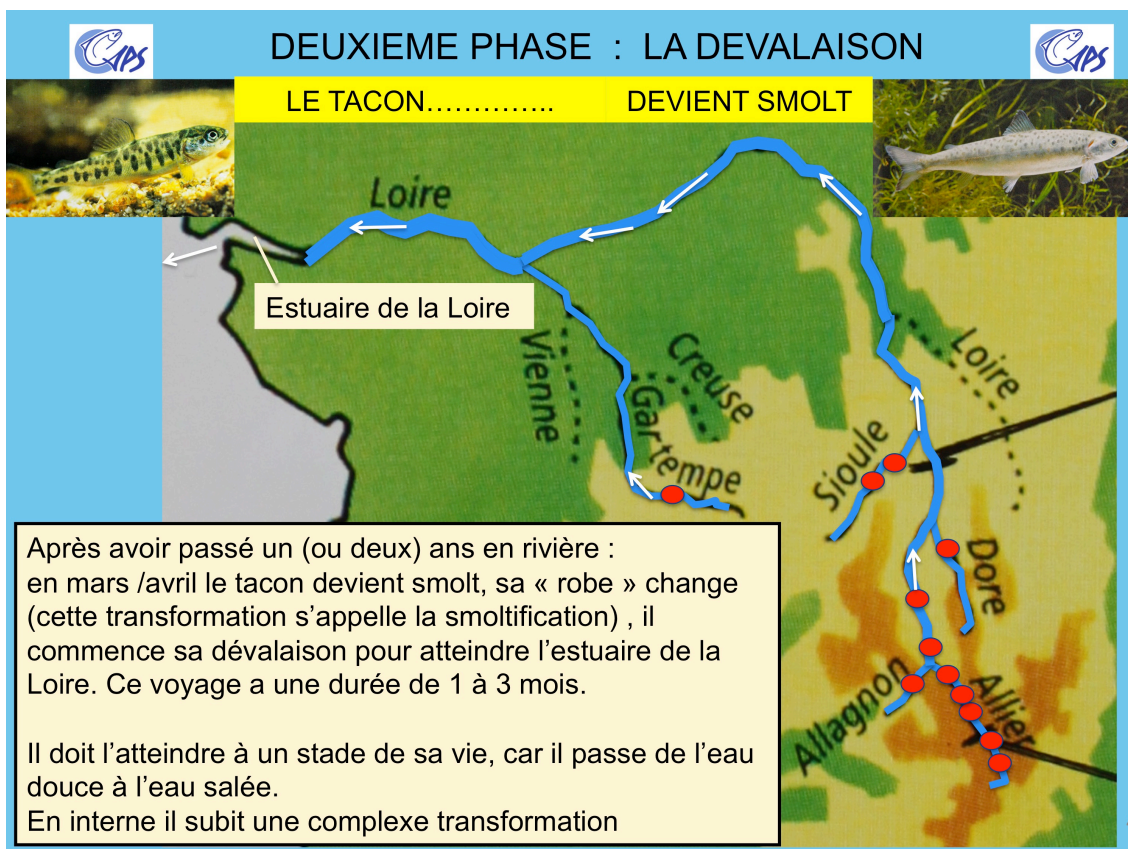 CAPS
CAPS
DEUXIEME PHASE : LA DEVALAISON
LE TACON………….. DEVIENT SMOLT
Loire
Estuaire de la Loire
Vienne
Creuse
Gartempe
Loire
Sioule
Dore
Allagnon
Allier
Après avoir passé un (ou deux) ans en rivière :
en mars /avril le tacon devient smolt, sa « robe » change
(cette transformation s’appelle la smoltification) , il
commence sa dévalaison pour atteindre l’estuaire de la
Loire. Ce voyage a une durée de 1 à 3 mois.
Il doit l’atteindre à un stade de sa vie, car il passe de l’eau
douce à l’eau salée.
En interne il subit une complexe transformation